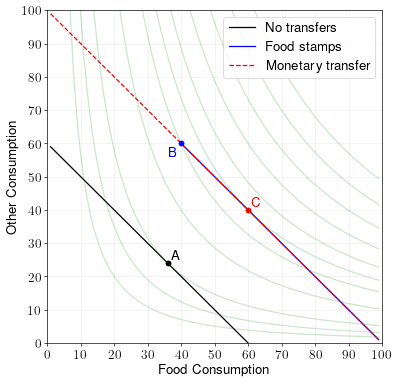 100
90
80
70
60
50
40
30
20
10
0
Other Consumption
No transfers
Food stamps
Monetary transfer
B
C
A
0 10 20 30 40 50 60 70 80 90 100
Food Consumption